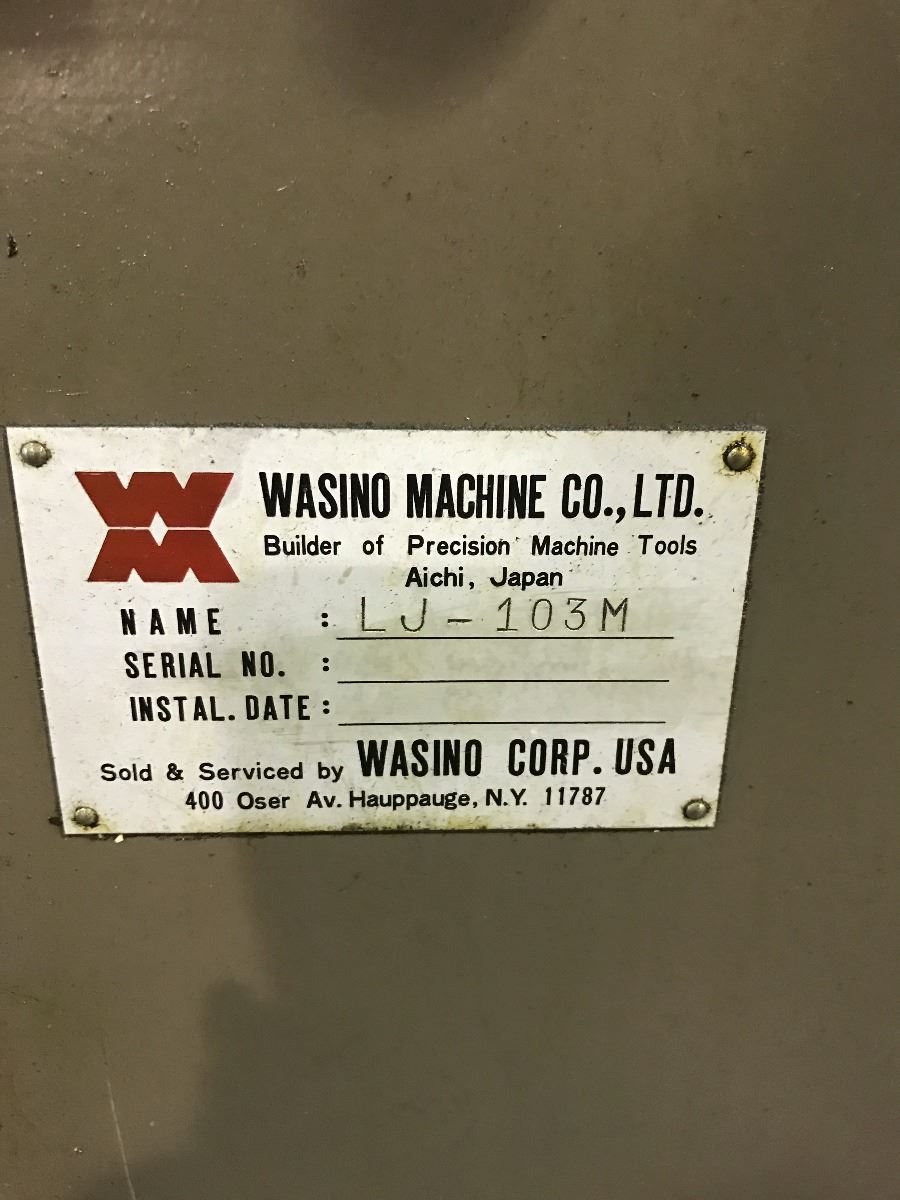 WASINO MACHINE CO., LTD.
Builder of Precision Machine Tools
Aichi, Japan
NAME : LJ-103M
SERIAL NO. :
INSTAL. DATE :
Sold & Serviced by WASINO CORP. USA
400 Oser Av. Hauppauge, N.Y. 11787